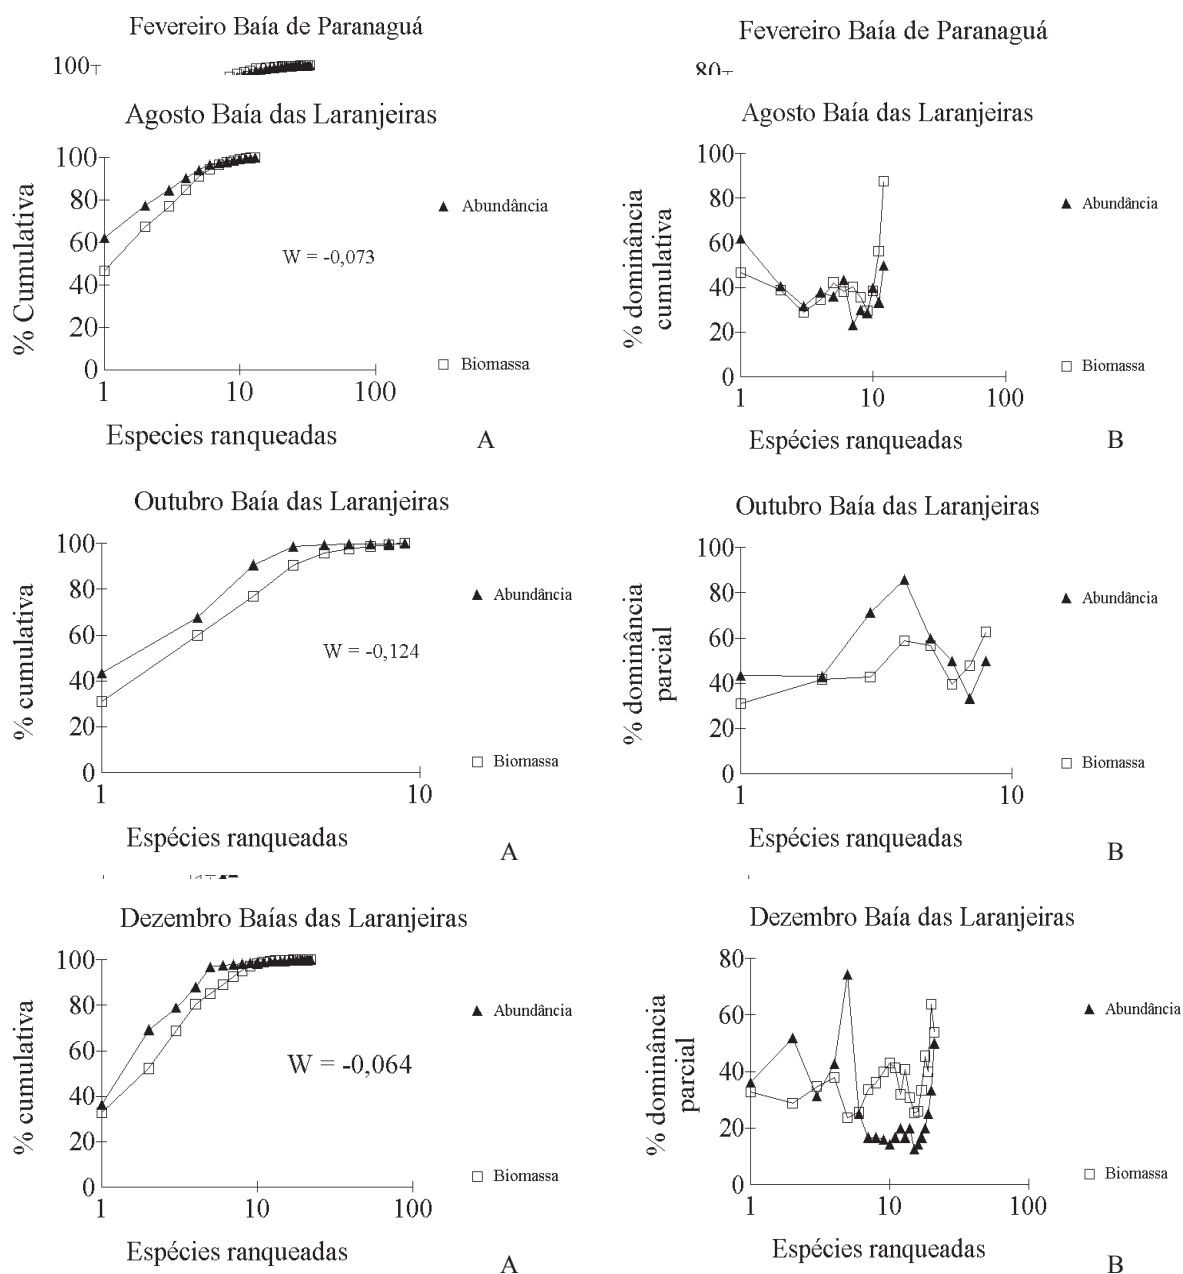 Fevereiro Baía de Paranaguá
100
Fevereiro Baía de Paranaguá
80
Agosto Baía das Laranjeiras
% Cumulativa
100
80
60
40
20
0
1
10
100
W = -0,073
Abundância
Biomassa
Especies ranqueadas
A
Agosto Baía das Laranjeiras
% dominância
cumulativa
100
80
60
40
20
0
1
10
100
Abundância
Biomassa
Espécies ranqueadas
B
Outubro Baía das Laranjeiras
% cumulativa
100
80
60
40
20
0
1
10
W = -0,124
Abundância
Biomassa
Espécies ranqueadas
A
Outubro Baía das Laranjeiras
% dominância
parcial
100
80
60
40
20
0
1
10
Abundância
Biomassa
Espécies ranqueadas
B
Dezembro Baías das Laranjeiras
% cumulativa
100
80
60
40
20
0
1
10
100
W = -0,064
Abundância
Biomassa
Espécies ranqueadas
A
Dezembro Baía das Laranjeiras
% dominância
parcial
80
60
40
20
0
1
10
100
Abundância
Biomassa
Espécies ranqueadas
B